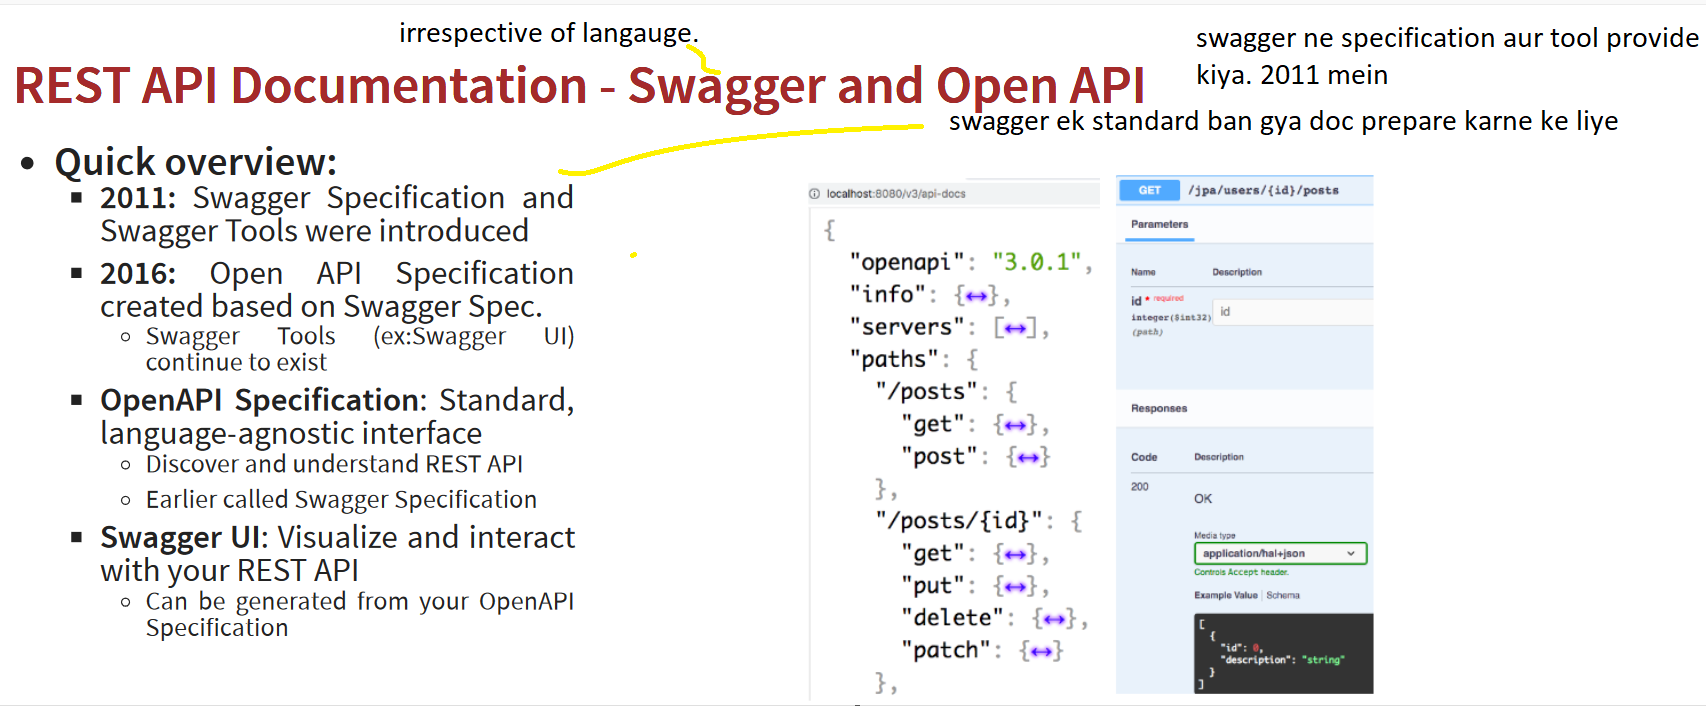 irrespective of langauge.
swagger ne specification aur tool provide
kiya. 2011 mein
REST API Documentation - Swagger and Open API
swagger ek standard ban gya doc prepare karne ke liye
• Quick overview:
▪ 2011: Swagger Specification and
Swagger Tools were introduced
▪ 2016: Open API Specification
created based on Swagger Spec.
○ Swagger Tools (ex:Swagger UI)
continue to exist
▪ OpenAPI Specification: Standard,
language-agnostic interface
○ Discover and understand REST API
○ Earlier called Swagger Specification
▪ Swagger UI: Visualize and interact
with your REST API
○ Can be generated from your OpenAPI
Specification
localhost:8080/v3/api-docs
{
"openapi": "3.0.1",
"info": {↔},
"servers": [↔],
"paths": {
"/posts": {
"get": {↔},
"post": {↔}
},
"/posts/{id}": {
"get": {↔},
"put": {↔},
"delete": {↔},
"patch": {↔}
},
GET /jpa/users/{id}/posts
Parameters
Name Description
id * required
integer($int32)
(path)
id
Responses
Code Description
200
OK
Media type
application/hal+json
Controls Accept header.
Example Value | Schema
[
{
"id": 0,
"description": "string"
}
]